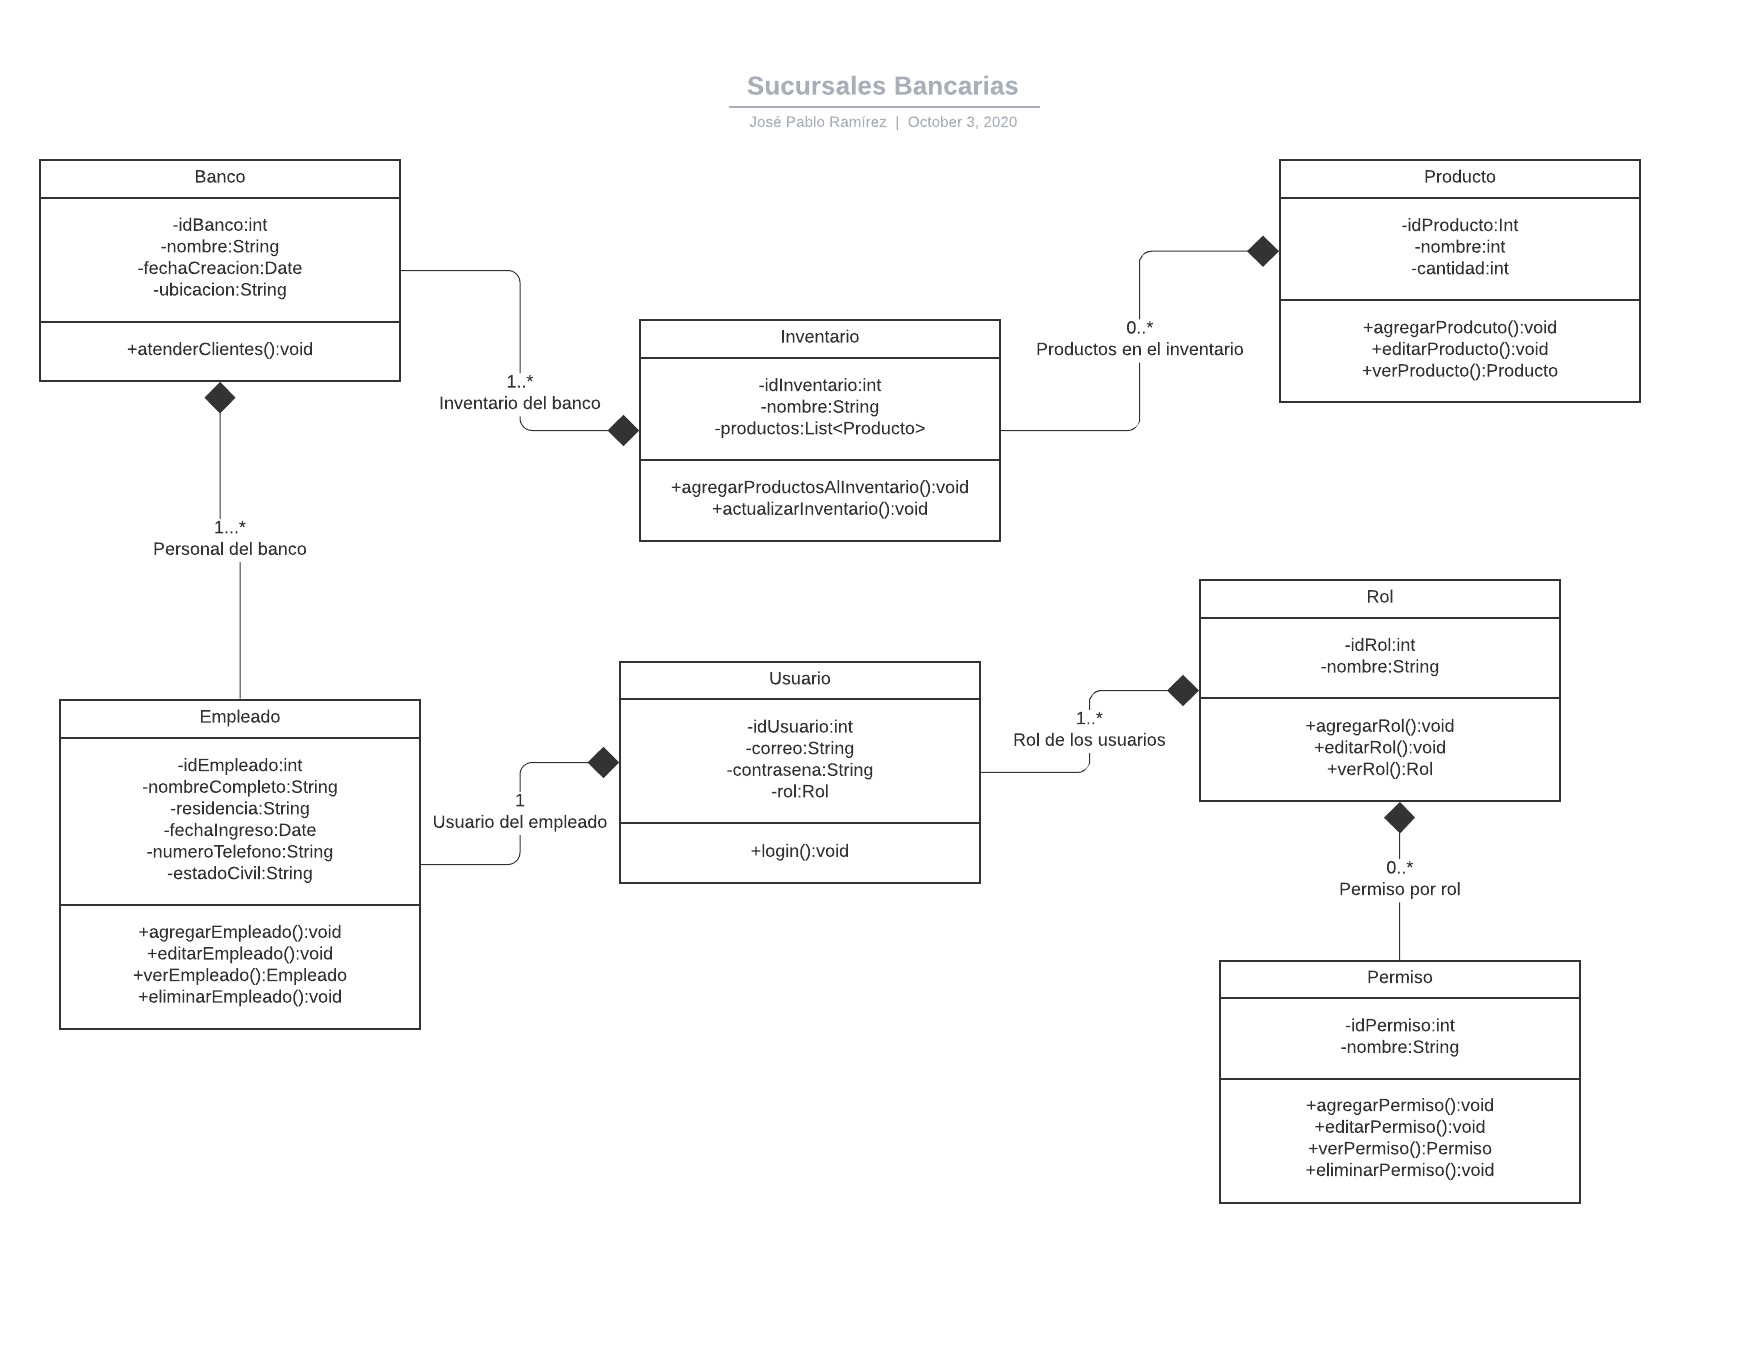 Sucursales Bancarias
José Pablo Ramírez | October 3, 2020
Banco
-idBanco:int
-nombre:String
-fechaCreacion:Date
-ubicacion:String
+atenderClientes():void
Producto
-idProducto:Int
-nombre:int
-cantidad:int
+agregarProdcuto():void
+editarProducto():void
+verProducto():Producto
Inventario
-idInventario:int
-nombre:String
-productos:List<Producto>
+agregarProductosAlInventario():void
+actualizarInventario():void
0..*
Productos en el inventario
1..*
Inventario del banco
1...*
Personal del banco
Rol
-idRol:int
-nombre:String
+agregarRol():void
+editarRol():void
+verRol():Rol
Usuario
-idUsuario:int
-correo:String
-contrasena:String
-rol:Rol
+login():void
1..*
Rol de los usuarios
Empleado
-idEmpleado:int
-nombreCompleto:String
-residencia:String
-fechaIngreso:Date
-numeroTelefono:String
-estadoCivil:String
+agregarEmpleado():void
+editarEmpleado():void
+verEmpleado():Empleado
+eliminarEmpleado():void
1
Usuario del empleado
0..*
Permiso por rol
Permiso
-idPermiso:int
-nombre:String
+agregarPermiso():void
+editarPermiso():void
+verPermiso():Permiso
+eliminarPermiso():void